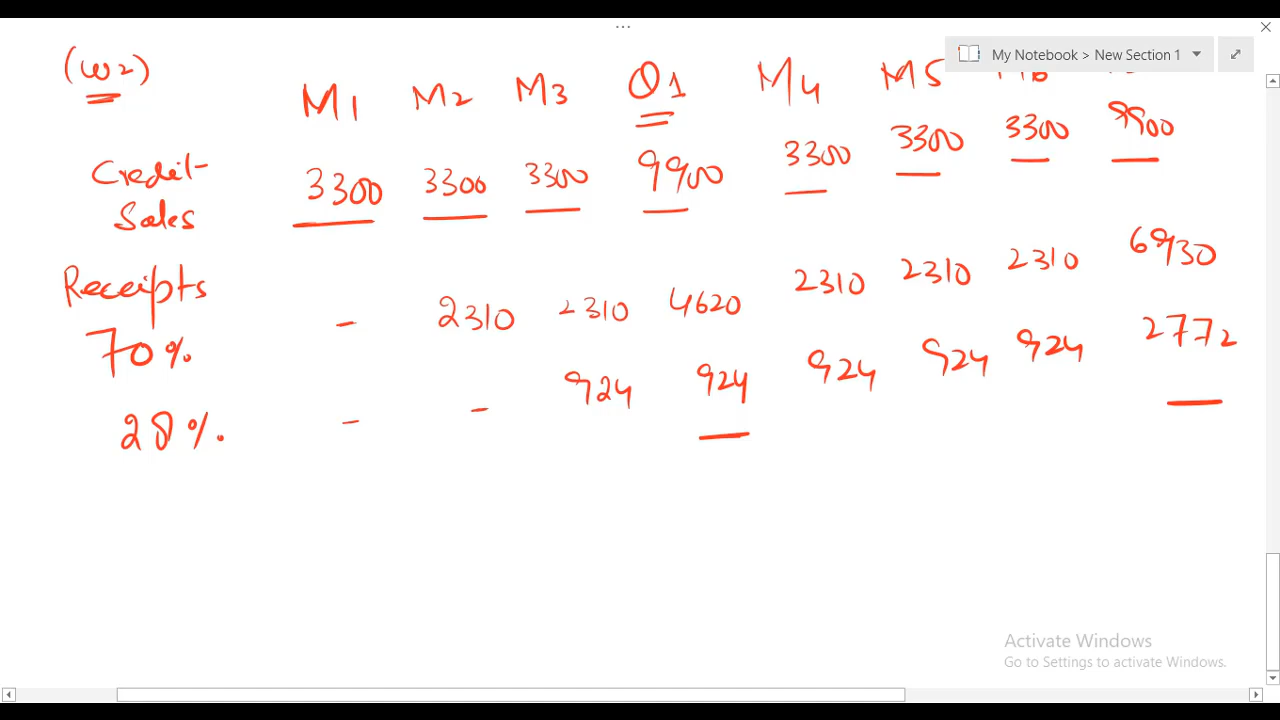 ...
My Notebook > New Section 1
(W2) M1 M2 M3 Q1 M4 M5 M6
Credit Sales 3300 3300 3300 9900 3300 3300 3300 9900
Receipts
70% - 2310 2310 4620 2310 2310 2310 6930
28% - - 924 924 924 924 924 2772
Activate Windows
Go to Settings to activate Windows.